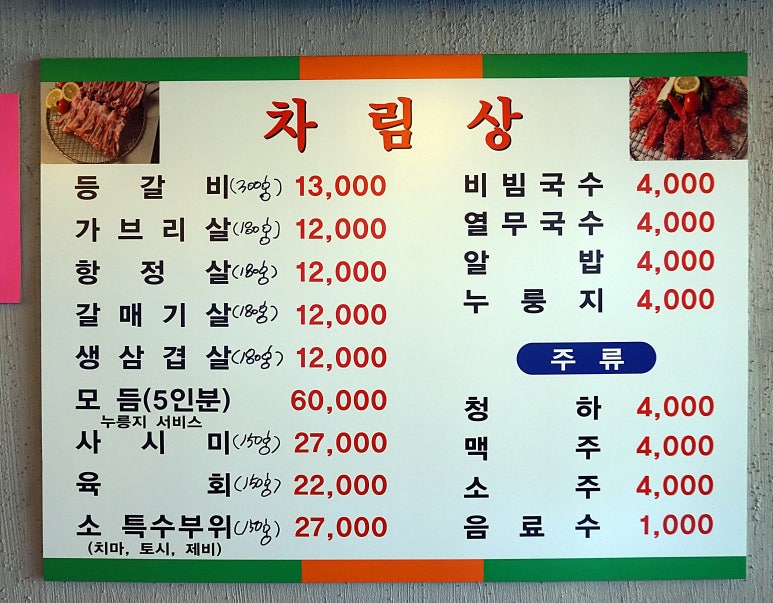 차림상
등갈비(300g) 13,000
가브리살(180g) 12,000
항정살(180g) 12,000
갈매기살(180g) 12,000
생삼겹살(180g) 12,000
모듬(5인분) 60,000
누룽지 서비스
사시미(150g) 27,000
육회(150g) 22,000
소 특수부위(150g) 27,000
(치마, 토시, 제비)
비빔국수 4,000
열무국수 4,000
알밥 4,000
누룽지 4,000
주류
청하 4,000
맥주 4,000
소주 4,000
음료수 1,000